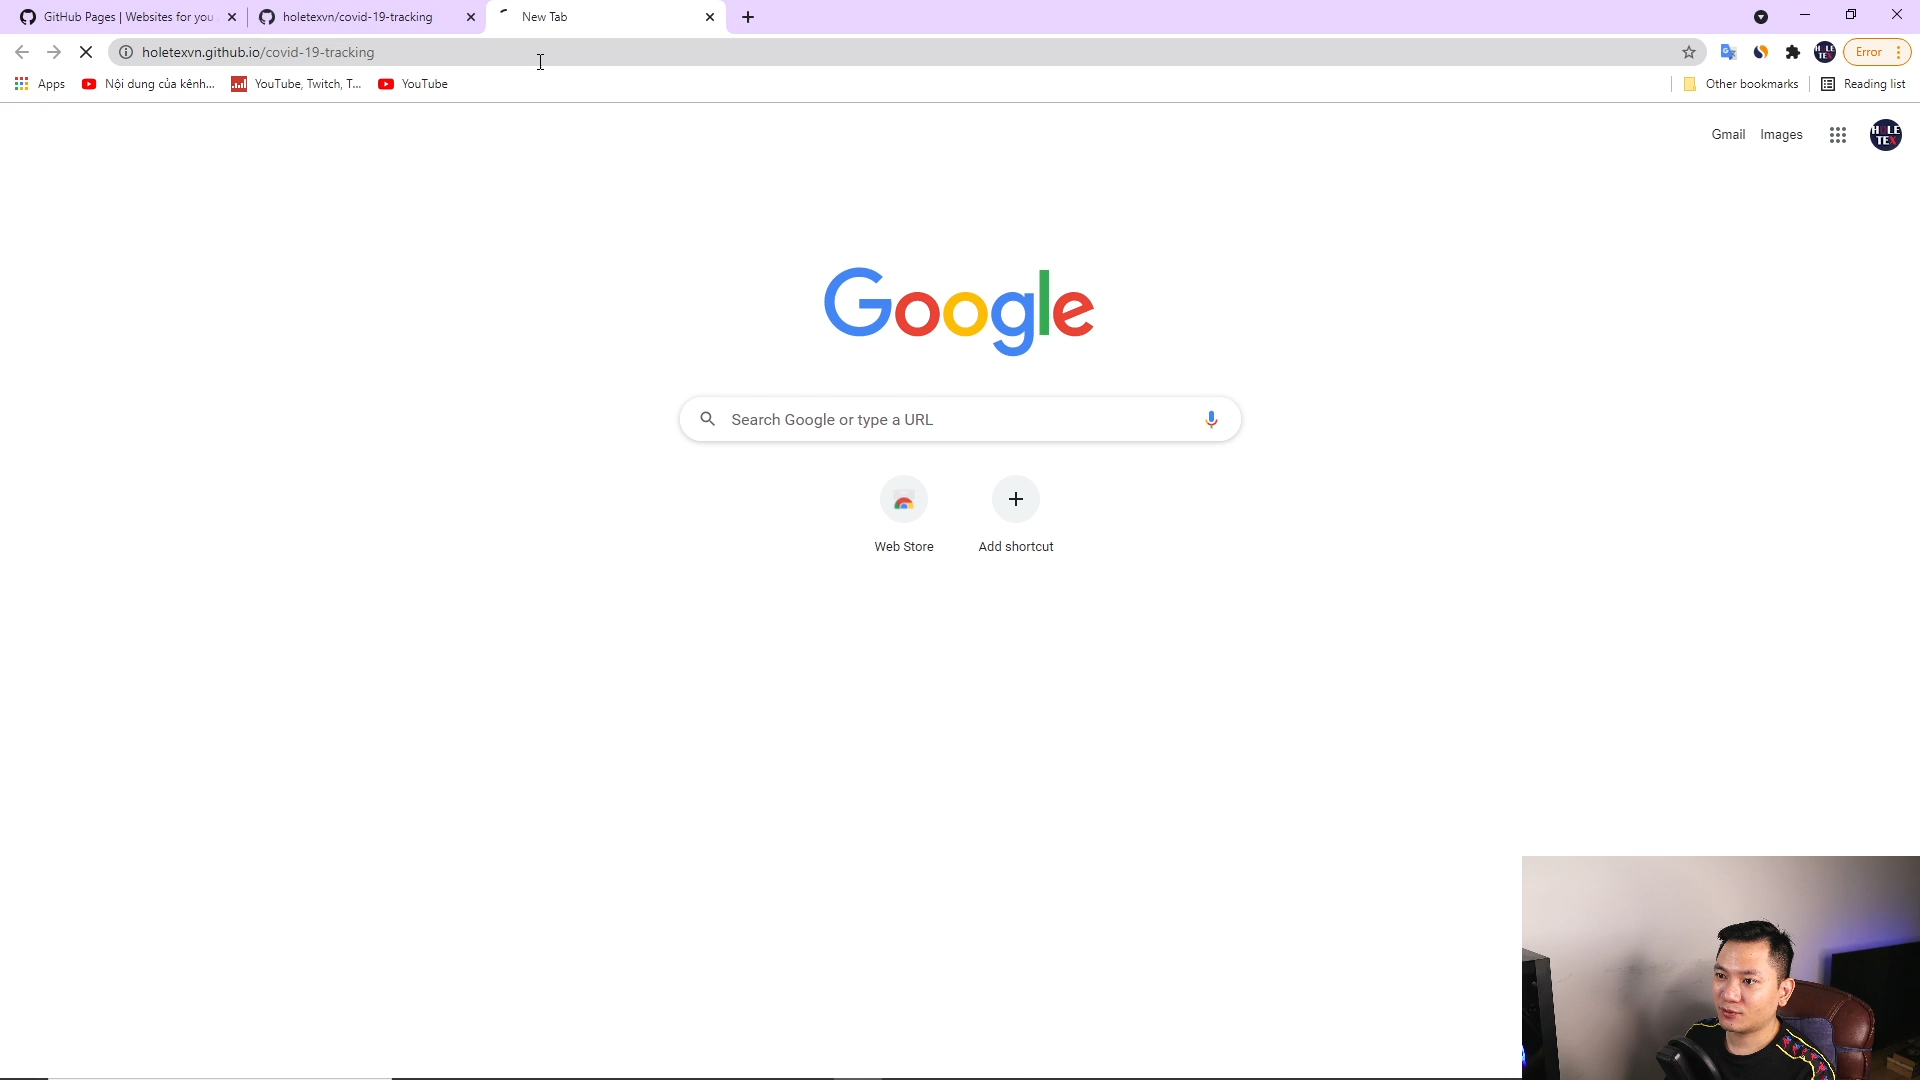 GitHub Pages | Websites for you
holetexvn/covid-19-tracking
New Tab
holetexvn.github.io/covid-19-tracking
Error
Apps
Nội dung của kênh...
YouTube, Twitch, T...
YouTube
Other bookmarks
Reading list
Gmail
Images
HOLE
TEX
Google
Search Google or type a URL
Web Store
Add shortcut